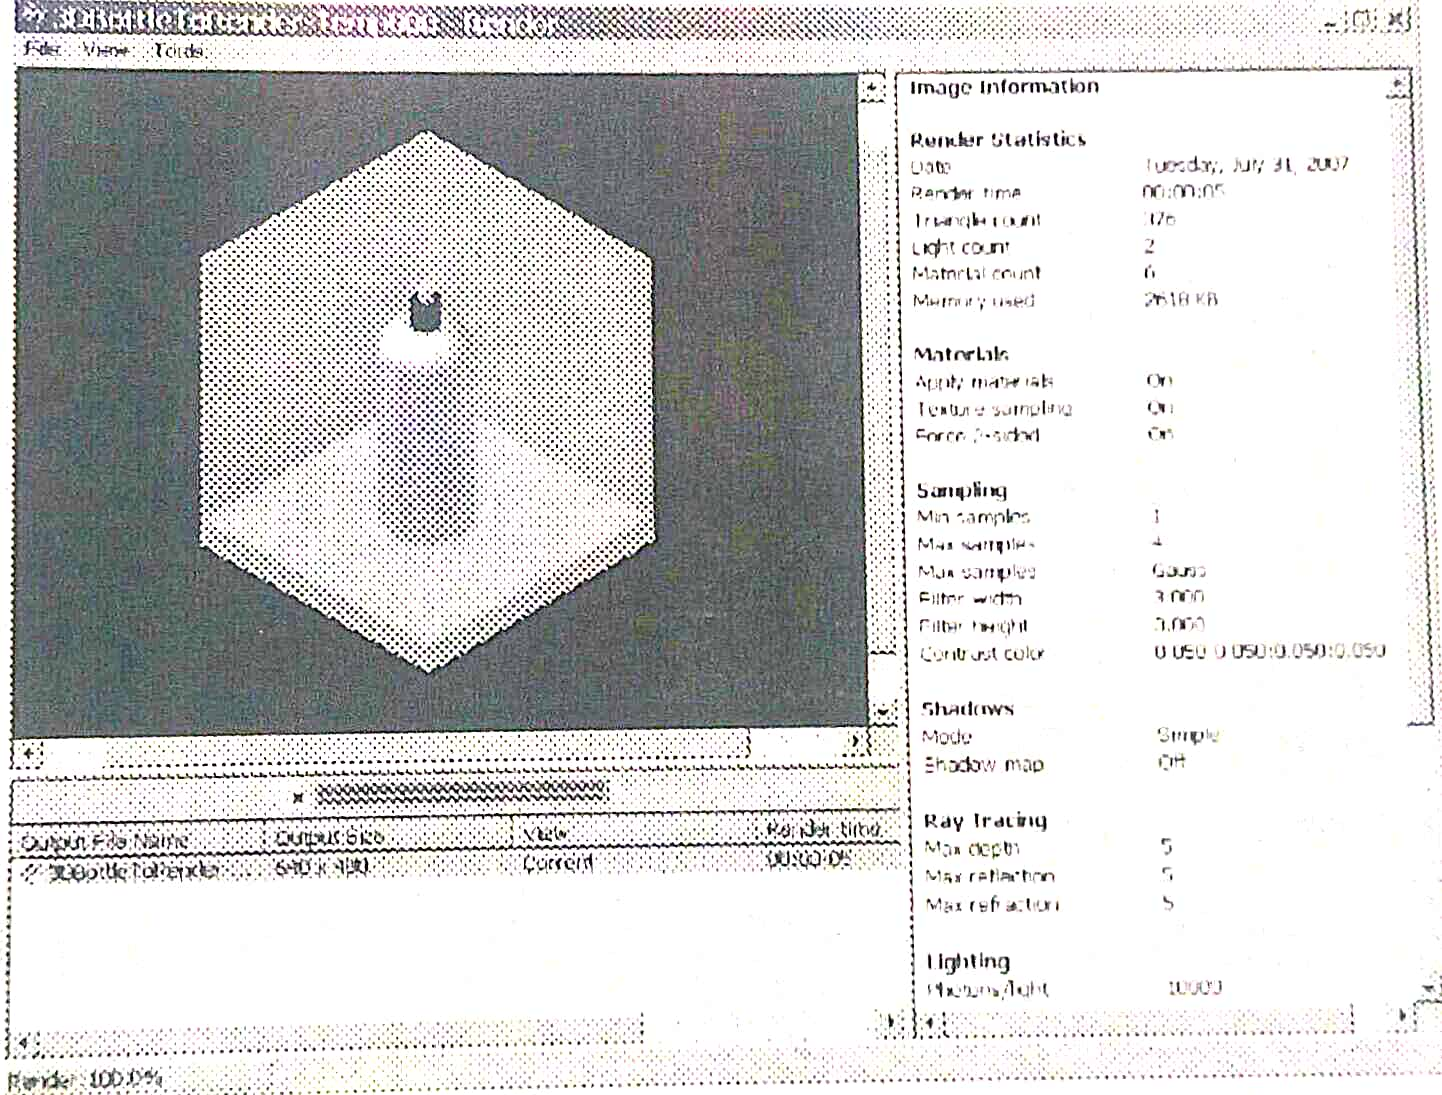 3DBottleToRender - Render
File View Tools
Image Information
Render Statistics
Date Tuesday, July 31, 2007
Render time 00:00:05
Triangle count 376
Light count 2
Material count 6
Memory used 2618 KB
Materials
Apply materials On
Texture sampling On
Force 2-sided On
Sampling
Min samples 1
Max samples 4
Max samples Gauss
Filter width 3.000
Filter height 3.000
Contrast color 0.050 0.050:0.050:0.050
Shadows
Mode Simple
Shadow map Off
Ray Tracing
Max depth 5
Max reflection 5
Max refraction 5
Lighting
Photons/light 10000
Output File Name Output Size View Render time
3DBottleToRender 640 x 480 Current 00:00:05
Render 100.0%